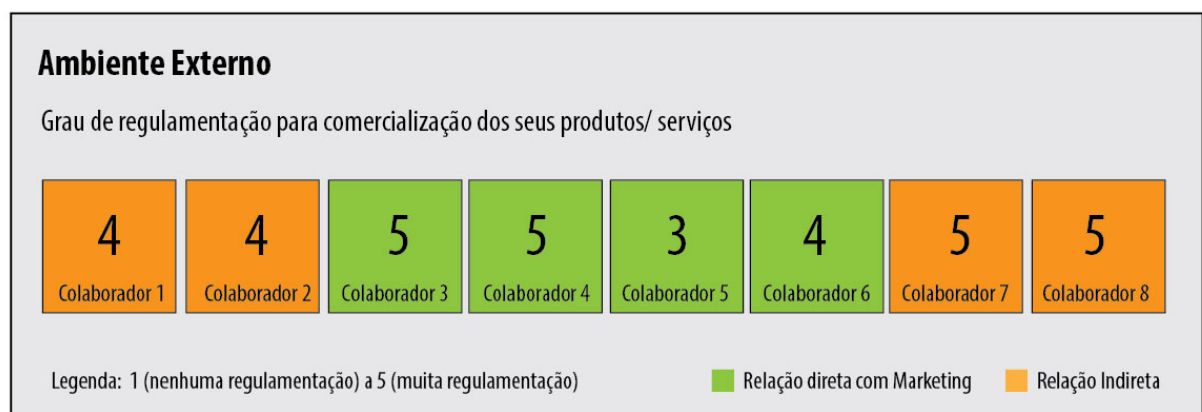 Ambiente Externo
Grau de regulamentação para comercialização dos seus produtos/ serviços
4 4 5 5 3 4 5 5
Colaborador 1 Colaborador 2 Colaborador 3 Colaborador 4 Colaborador 5 Colaborador 6 Colaborador 7 Colaborador 8
Legenda: 1 (nenhuma regulamentação) a 5 (muita regulamentação) Relação direta com Marketing Relação Indireta